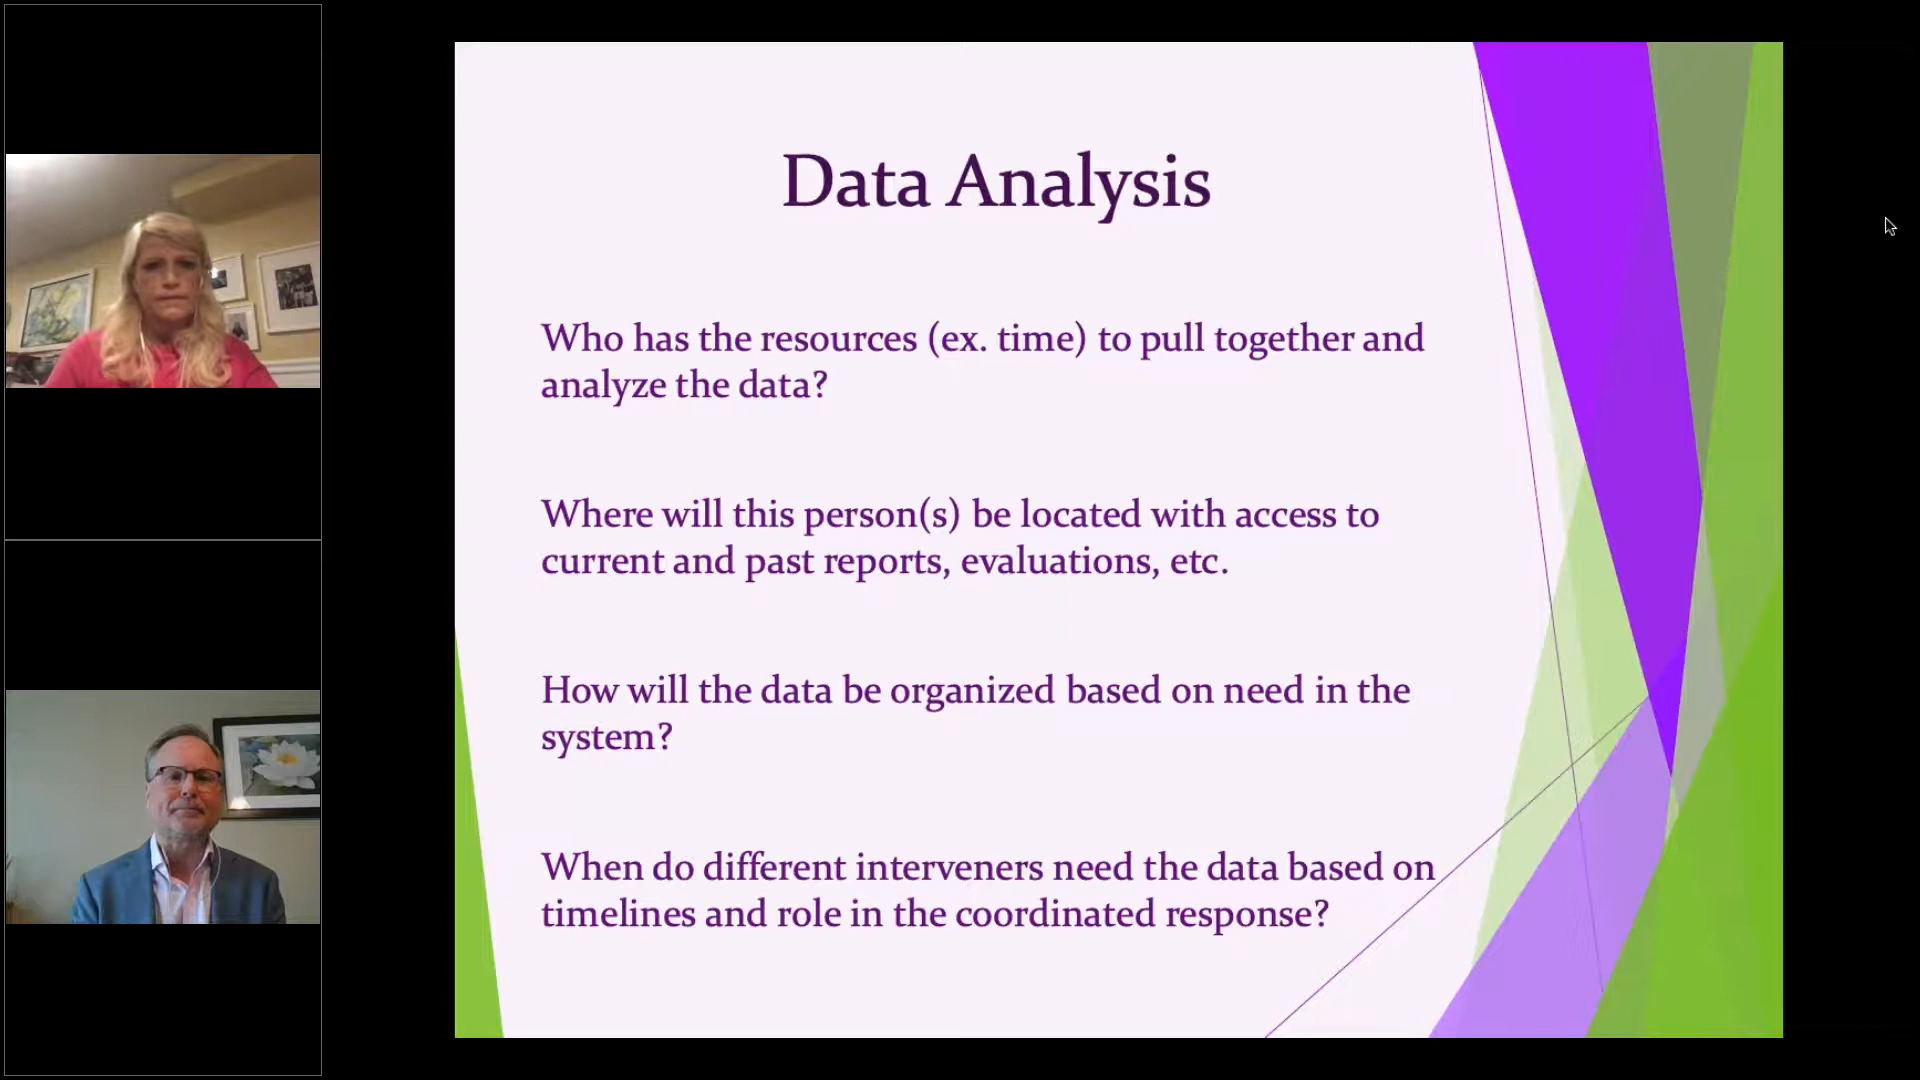 Data Analysis
Who has the resources (ex. time) to pull together and
analyze the data?
Where will this person(s) be located with access to
current and past reports, evaluations, etc.
How will the data be organized based on need in the
system?
When do different interveners need the data based on
timelines and role in the coordinated response?